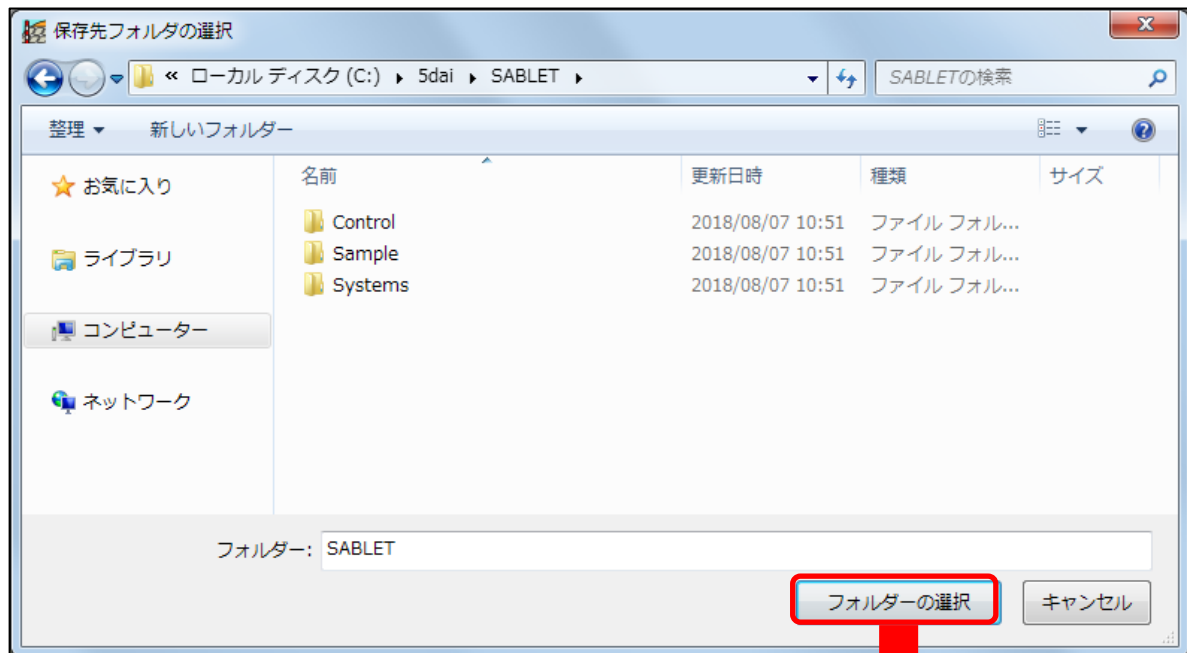 保存先フォルダの選択
« ローカル ディスク (C:) ▸ 5dai ▸ SABLET ▸
SABLETの検索
整理 ▼ 新しいフォルダー
お気に入り
ライブラリ
コンピューター
ネットワーク
名前 更新日時 種類 サイズ
Control 2018/08/07 10:51 ファイル フォル...
Sample 2018/08/07 10:51 ファイル フォル...
Systems 2018/08/07 10:51 ファイル フォル...
フォルダー: SABLET
フォルダーの選択 キャンセル